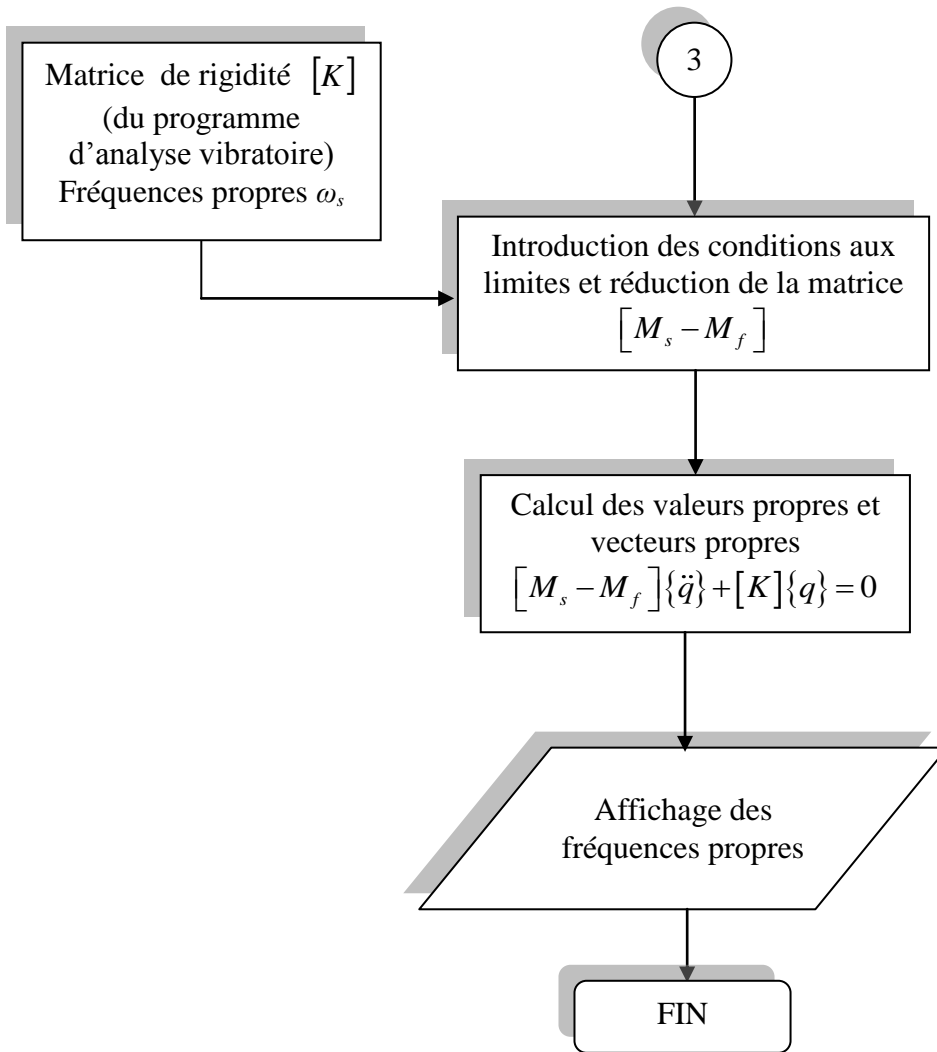 Matrice de rigidité [K]
(du programme
d'analyse vibratoire)
Fréquences propres ωs
3
Introduction des conditions aux
limites et réduction de la matrice
[Ms − Mf]
Calcul des valeurs propres et
vecteurs propres
[Ms − Mf]{q̈}+[K]{q}=0
Affichage des
fréquences propres
FIN